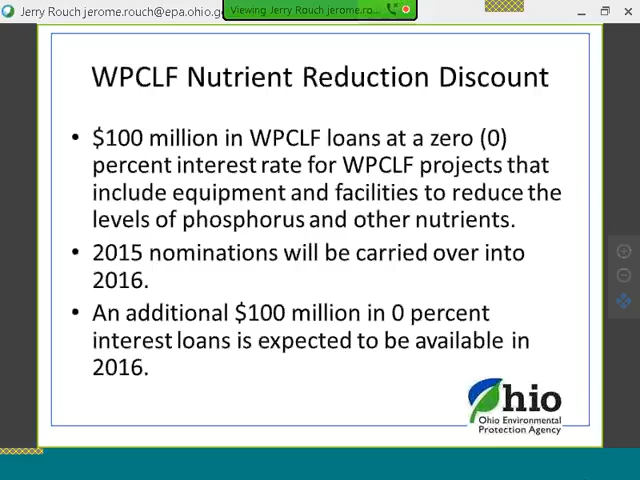 Jerry Rouch jerome.rouch@epa.ohio.g
Viewing Jerry Rouch jerome.ro...
WPCLF Nutrient Reduction Discount
• $100 million in WPCLF loans at a zero (0)
percent interest rate for WPCLF projects that
include equipment and facilities to reduce the
levels of phosphorus and other nutrients.
• 2015 nominations will be carried over into
2016.
• An additional $100 million in 0 percent
interest loans is expected to be available in
2016.
Ohio
Ohio Environmental
Protection Agency